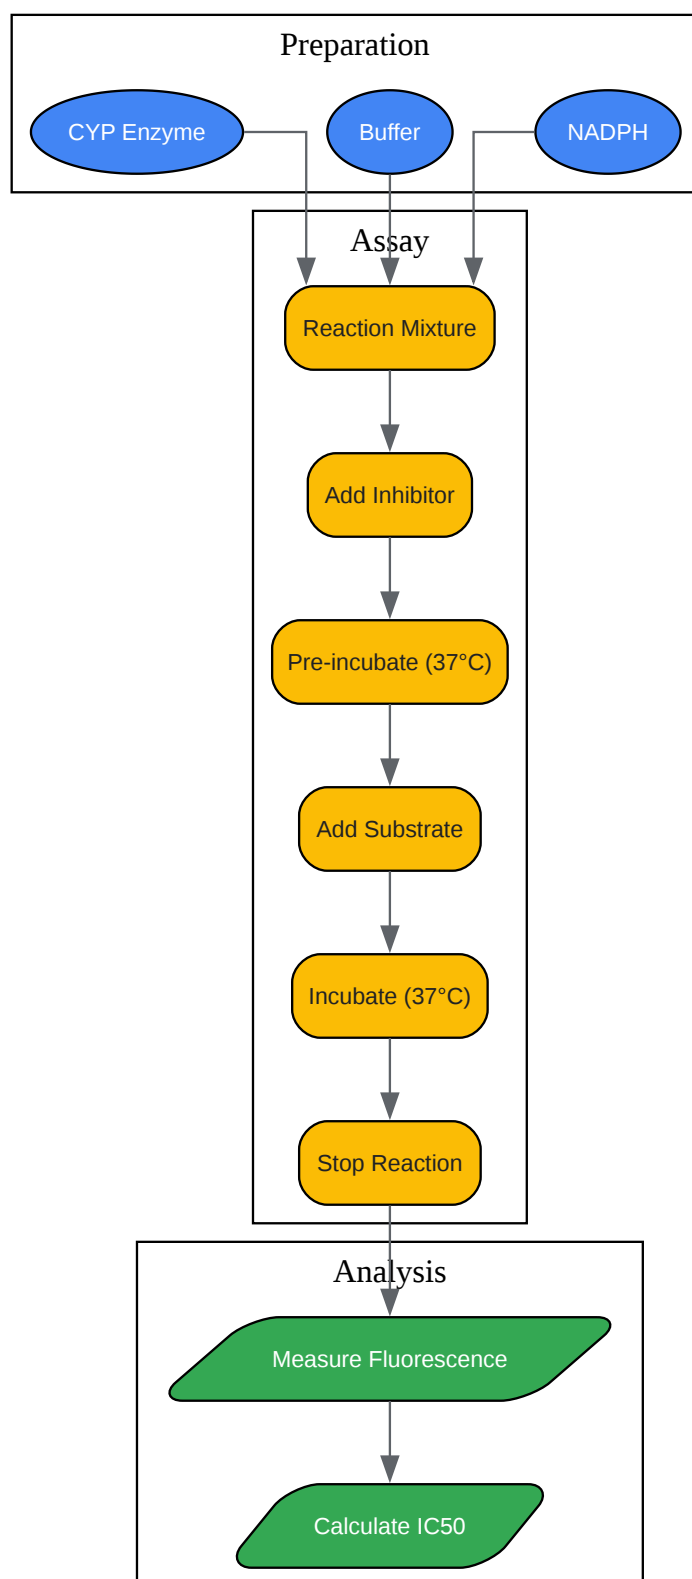 Preparation
CYP Enzyme
Buffer
NADPH
Assay
Reaction Mixture
Add Inhibitor
Pre-incubate (37°C)
Add Substrate
Incubate (37°C)
Stop Reaction
Analysis
Measure Fluorescence
Calculate IC50